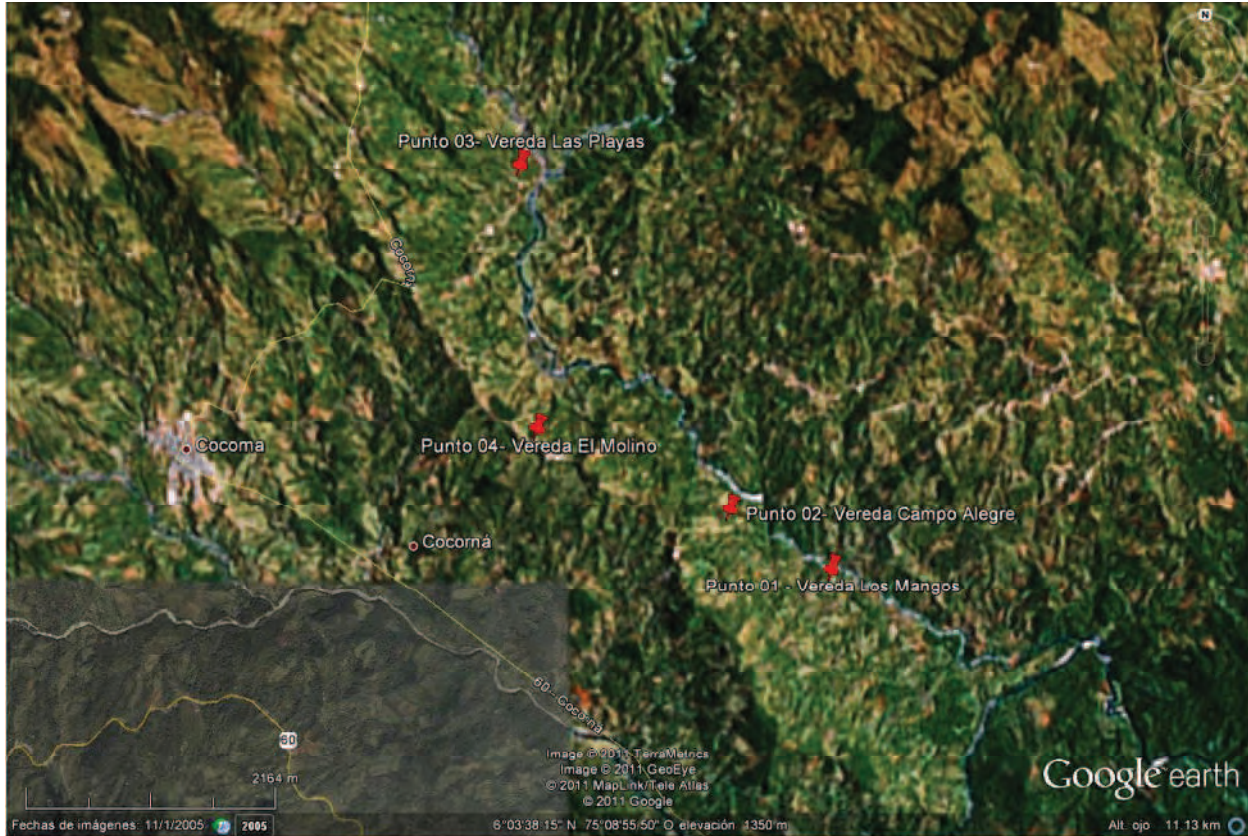 N
Punto 03- Vereda Las Playas
Cocorn
Cocorna
Punto 04- Vereda El Molino
Punto 02- Vereda Campo Alegre
Cocorná
Punto 01 - Vereda Los Mangos
60 - Cocorná
60
2164 m
Image © 2011 TerraMetrics
Image © 2011 GeoEye
© 2011 MapLink/Tele Atlas
© 2011 Google
Google earth
Fechas de imágenes: 11/1/2005
2005
6°03'38.15" N 75°08'55.50" O elevación 1350 m
Alt. ojo 11.13 km